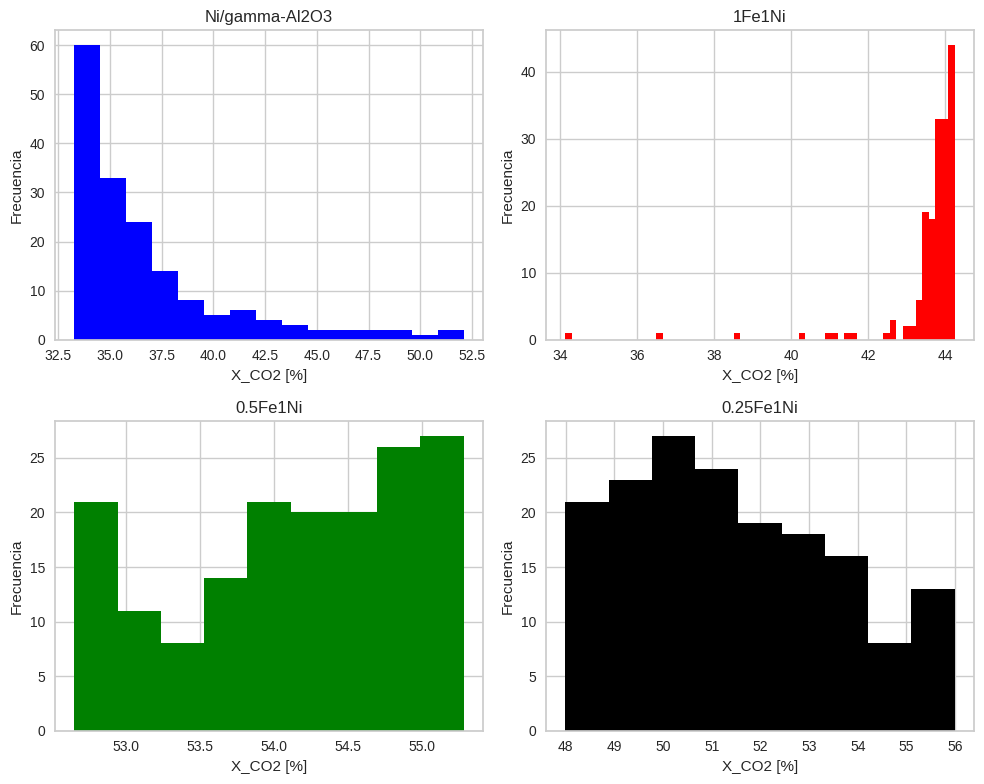 Ni/gamma-Al2O3
Frecuencia
60
50
40
30
20
10
0
32.5 35.0 37.5 40.0 42.5 45.0 47.5 50.0 52.5
X_CO2 [%]
1Fe1Ni
Frecuencia
40
30
20
10
0
34 36 38 40 42 44
X_CO2 [%]
0.5Fe1Ni
Frecuencia
25
20
15
10
5
0
53.0 53.5 54.0 54.5 55.0
X_CO2 [%]
0.25Fe1Ni
Frecuencia
25
20
15
10
5
0
48 49 50 51 52 53 54 55 56
X_CO2 [%]